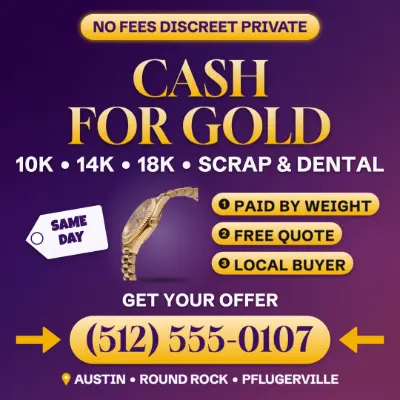 NO FEES DISCREET PRIVATE
CASH
FOR GOLD
10K • 14K • 18K • SCRAP & DENTAL
SAME
DAY
1 PAID BY WEIGHT
2 FREE QUOTE
3 LOCAL BUYER
GET YOUR OFFER
(512) 555-0107
AUSTIN • ROUND ROCK • PFLUGERVILLE